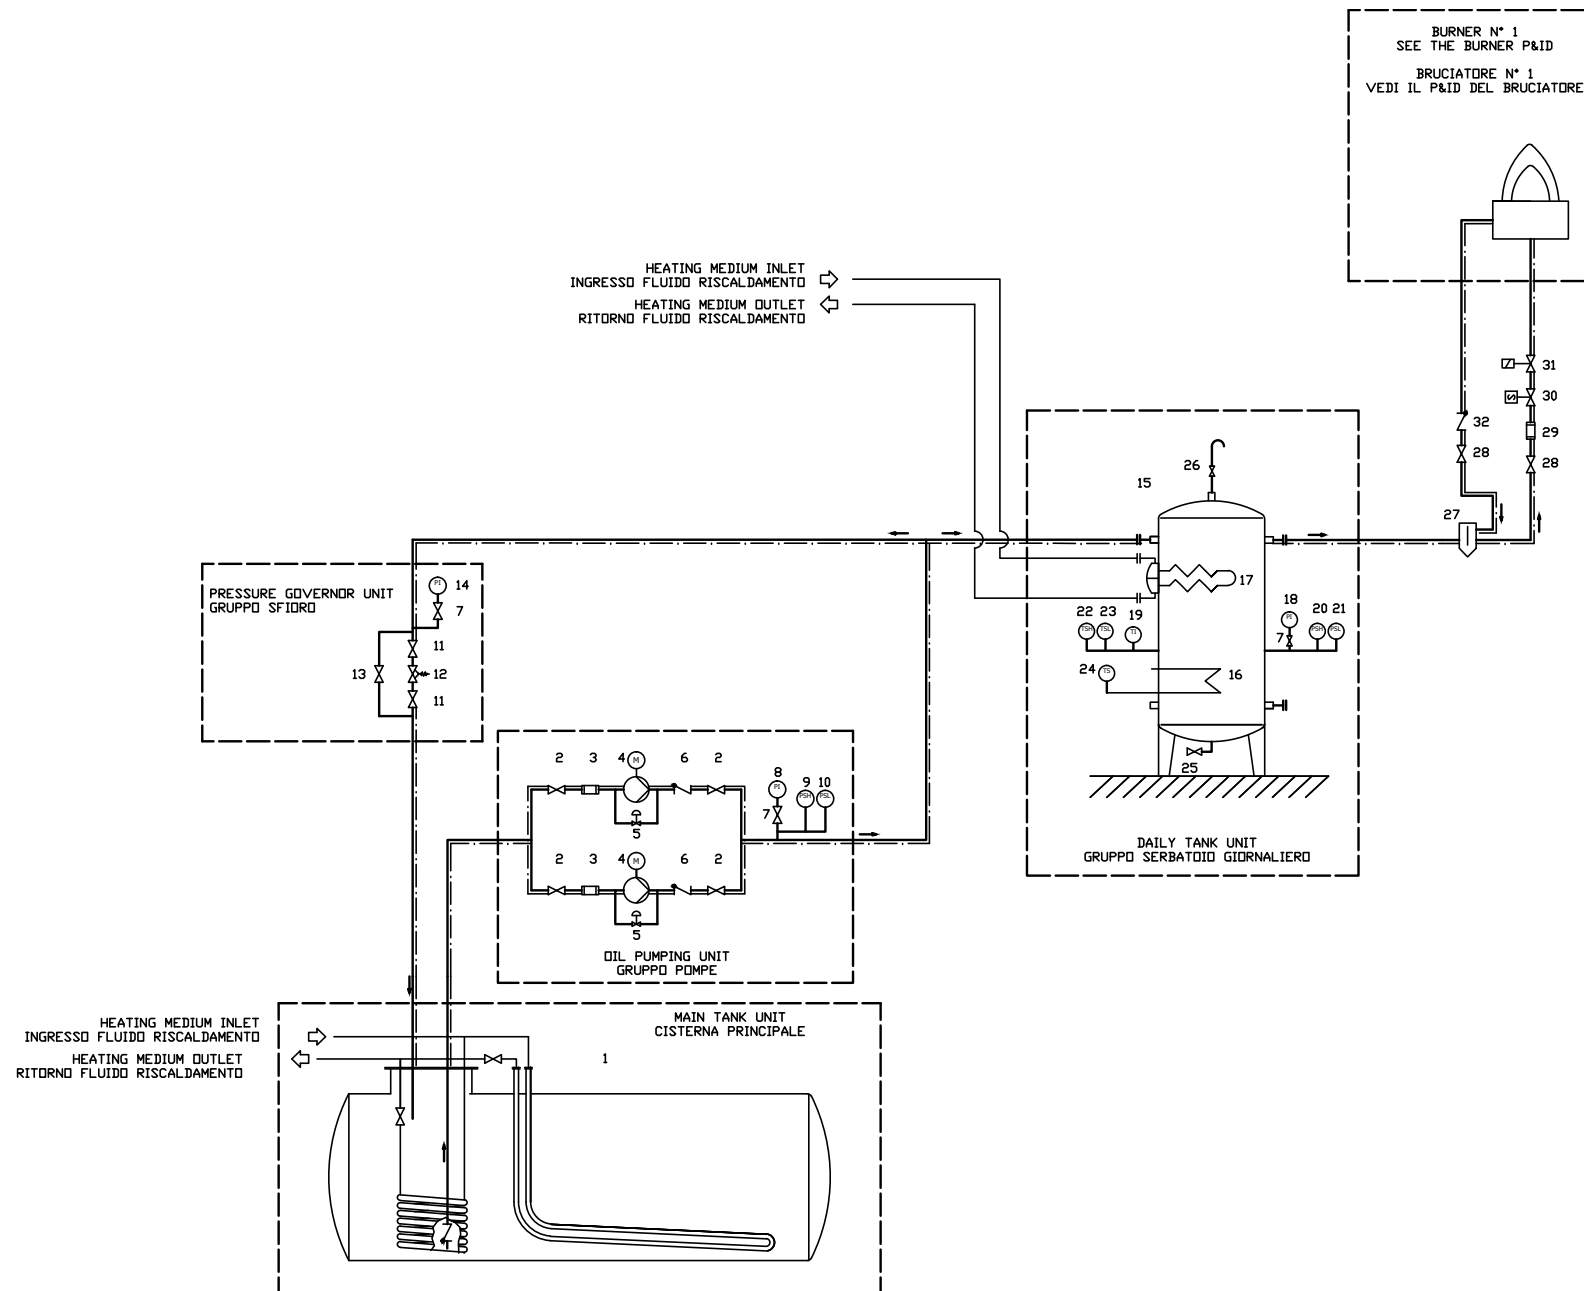 BURNER N° 1
SEE THE BURNER P&ID
BRUCIATORE N° 1
VEDI IL P&ID DEL BRUCIATORE
HEATING MEDIUM INLET
INGRESSO FLUIDO RISCALDAMENTO
HEATING MEDIUM OUTLET
RITORNO FLUIDO RISCALDAMENTO
31
S 30
32
29
28
28
26
15
27
17
PRESSURE GOVERNOR UNIT
GRUPPO SFIORO
PI 14
7
11
13
12
11
22 23 19
TSH TSL TI
18 20 21
PI PSH PSL
7
24 TS
16
25
DAILY TANK UNIT
GRUPPO SERBATOIO GIORNALIERO
2 3 4 M 6 2
5
8
PI
9 10
PSH PSL
7
2 3 4 M 6 2
5
OIL PUMPING UNIT
GRUPPO POMPE
MAIN TANK UNIT
CISTERNA PRINCIPALE
HEATING MEDIUM INLET
INGRESSO FLUIDO RISCALDAMENTO
HEATING MEDIUM OUTLET
RITORNO FLUIDO RISCALDAMENTO
1
T